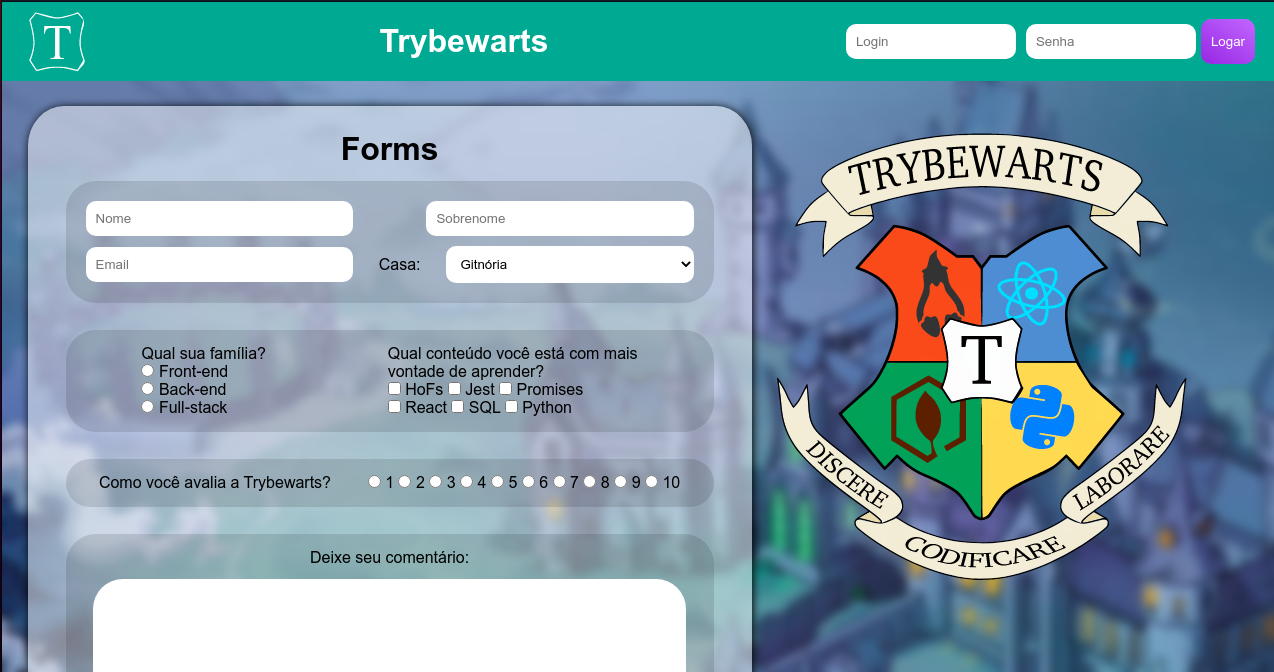 T
Trybewarts
Login
Senha
Logar
Forms
Nome
Sobrenome
Email
Casa:
Gitnória
Qual sua família?
Front-end
Back-end
Full-stack
Qual conteúdo você está com mais
vontade de aprender?
HoFs Jest Promises
React SQL Python
Como você avalia a Trybewarts?
1 2 3 4 5 6 7 8 9 10
Deixe seu comentário:
TRYBEWARTS
T
DISCERE
CODIFICARE
LABORARE